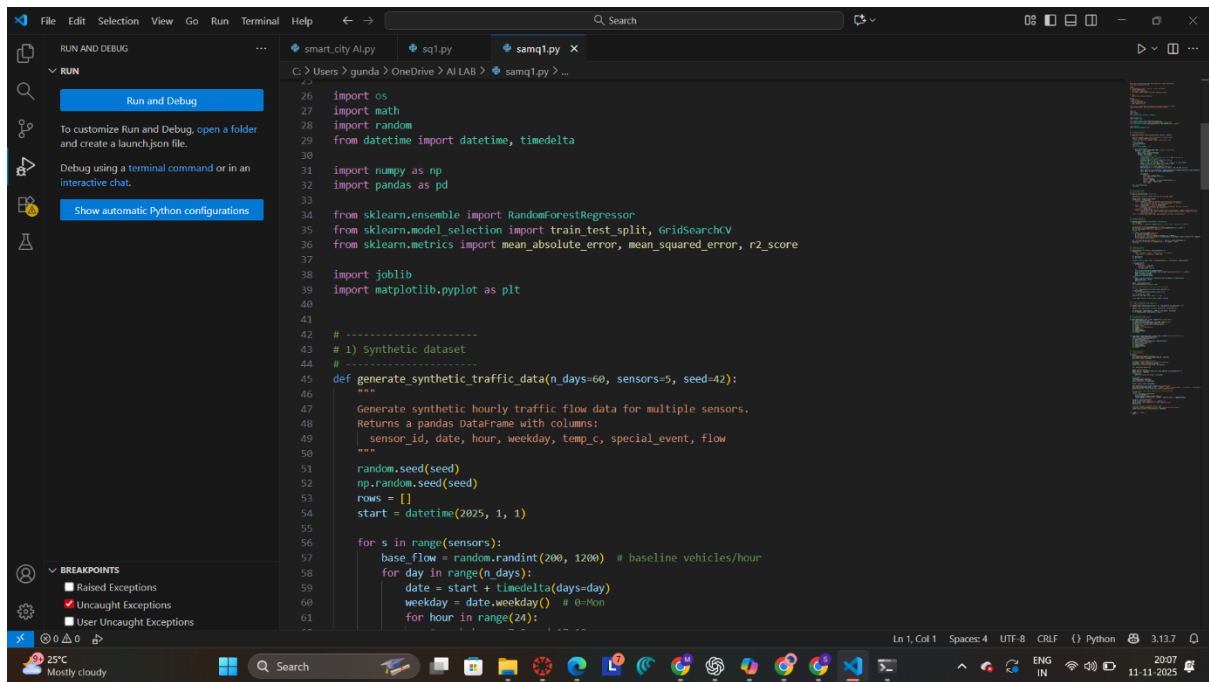 File Edit Selection View Go Run Terminal Help
Search
RUN AND DEBUG
smart_city AI.py
sq1.py
samq1.py
C: > Users > gunda > OneDrive > AI LAB > samq1.py > ...
RUN
Run and Debug
To customize Run and Debug, open a folder
and create a launch.json file.
Debug using a terminal command or in an
interactive chat.
Show automatic Python configurations
BREAKPOINTS
Raised Exceptions
Uncaught Exceptions
User Uncaught Exceptions
25
26 import os
27 import math
28 import random
29 from datetime import datetime, timedelta
30
31 import numpy as np
32 import pandas as pd
33
34 from sklearn.ensemble import RandomForestRegressor
35 from sklearn.model_selection import train_test_split, GridSearchCV
36 from sklearn.metrics import mean_absolute_error, mean_squared_error, r2_score
37
38 import joblib
39 import matplotlib.pyplot as plt
40
41
42 # ----------------------
43 # 1) Synthetic dataset
44 # ----------------------
45 def generate_synthetic_traffic_data(n_days=60, sensors=5, seed=42):
46 """
47 Generate synthetic hourly traffic flow data for multiple sensors.
48 Returns a pandas DataFrame with columns:
49 sensor_id, date, hour, weekday, temp_c, special_event, flow
50 """
51 random.seed(seed)
52 np.random.seed(seed)
53 rows = []
54 start = datetime(2025, 1, 1)
55
56 for s in range(sensors):
57 base_flow = random.randint(200, 1200) # baseline vehicles/hour
58 for day in range(n_days):
59 date = start + timedelta(days=day)
60 weekday = date.weekday() # 0=Mon
61 for hour in range(24):
0 0 0
Ln 1, Col 1 Spaces: 4 UTF-8 CRLF {} Python 3.13.7
25°C
Mostly cloudy
Search
ENG
IN
20:07
11-11-2025